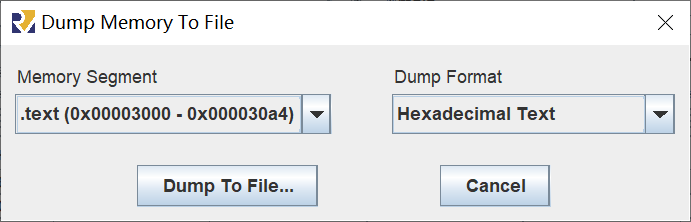 Dump Memory To File
Memory Segment
Dump Format
.text (0x00003000 - 0x000030a4)
Hexadecimal Text
Dump To File...
Cancel